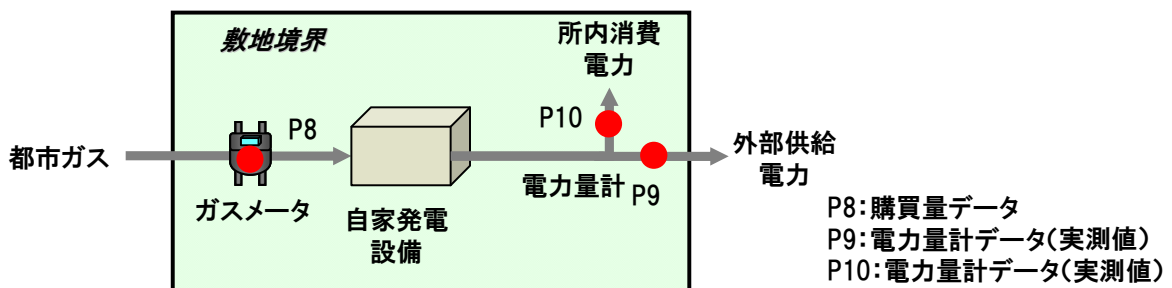 敷地境界
所内消費
電力
P10
P8
都市ガス
外部供給
電力
電力量計
P9
ガスメータ
自家発電
設備
P8:購買量データ
P9:電力量計データ(実測値)
P10:電力量計データ(実測値)